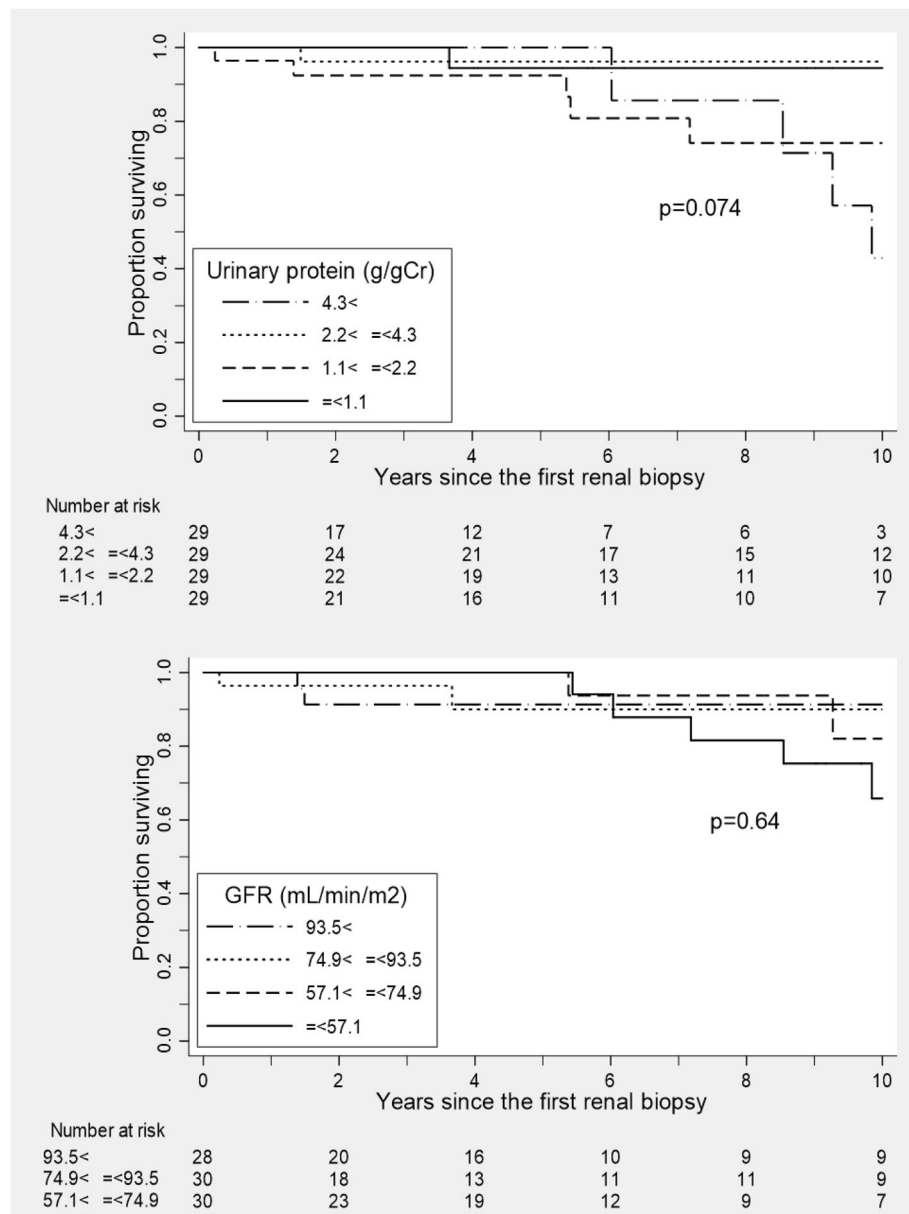 1.0
0.8
0.6
0.4
0.2
0.0
Proportion surviving
p=0.074
Urinary protein (g/gCr)
4.3<
2.2< =<4.3
1.1< =<2.2
=<1.1
0 2 4 6 8 10
Years since the first renal biopsy
Number at risk
4.3< 29 17 12 7 6 3
2.2< =<4.3 29 24 21 17 15 12
1.1< =<2.2 29 22 19 13 11 10
=<1.1 29 21 16 11 10 7
1.0
0.8
0.6
0.4
0.2
0.0
Proportion surviving
p=0.64
GFR (mL/min/m2)
93.5<
74.9< =<93.5
57.1< =<74.9
=<57.1
0 2 4 6 8 10
Years since the first renal biopsy
Number at risk
93.5< 28 20 16 10 9 9
74.9< =<93.5 30 18 13 11 11 9
57.1< =<74.9 30 23 19 12 9 7